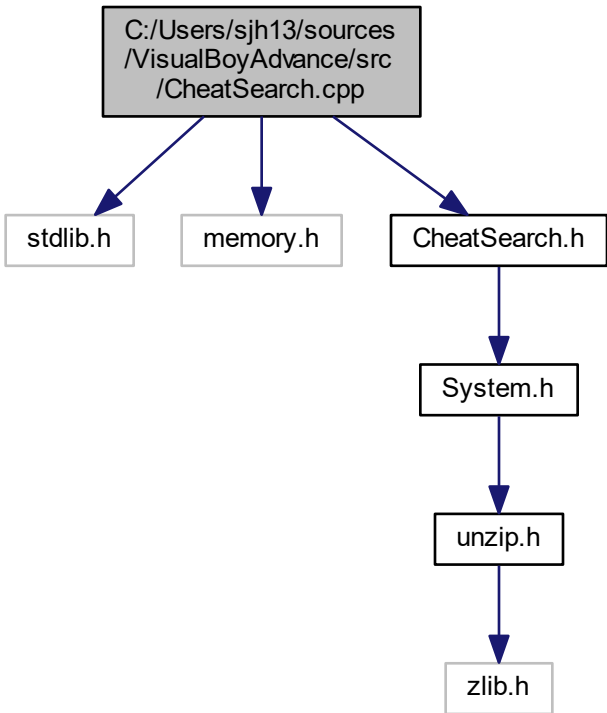 C:/Users/sjh13/sources
/VisualBoyAdvance/src
/CheatSearch.cpp
stdlib.h
memory.h
CheatSearch.h
System.h
unzip.h
zlib.h